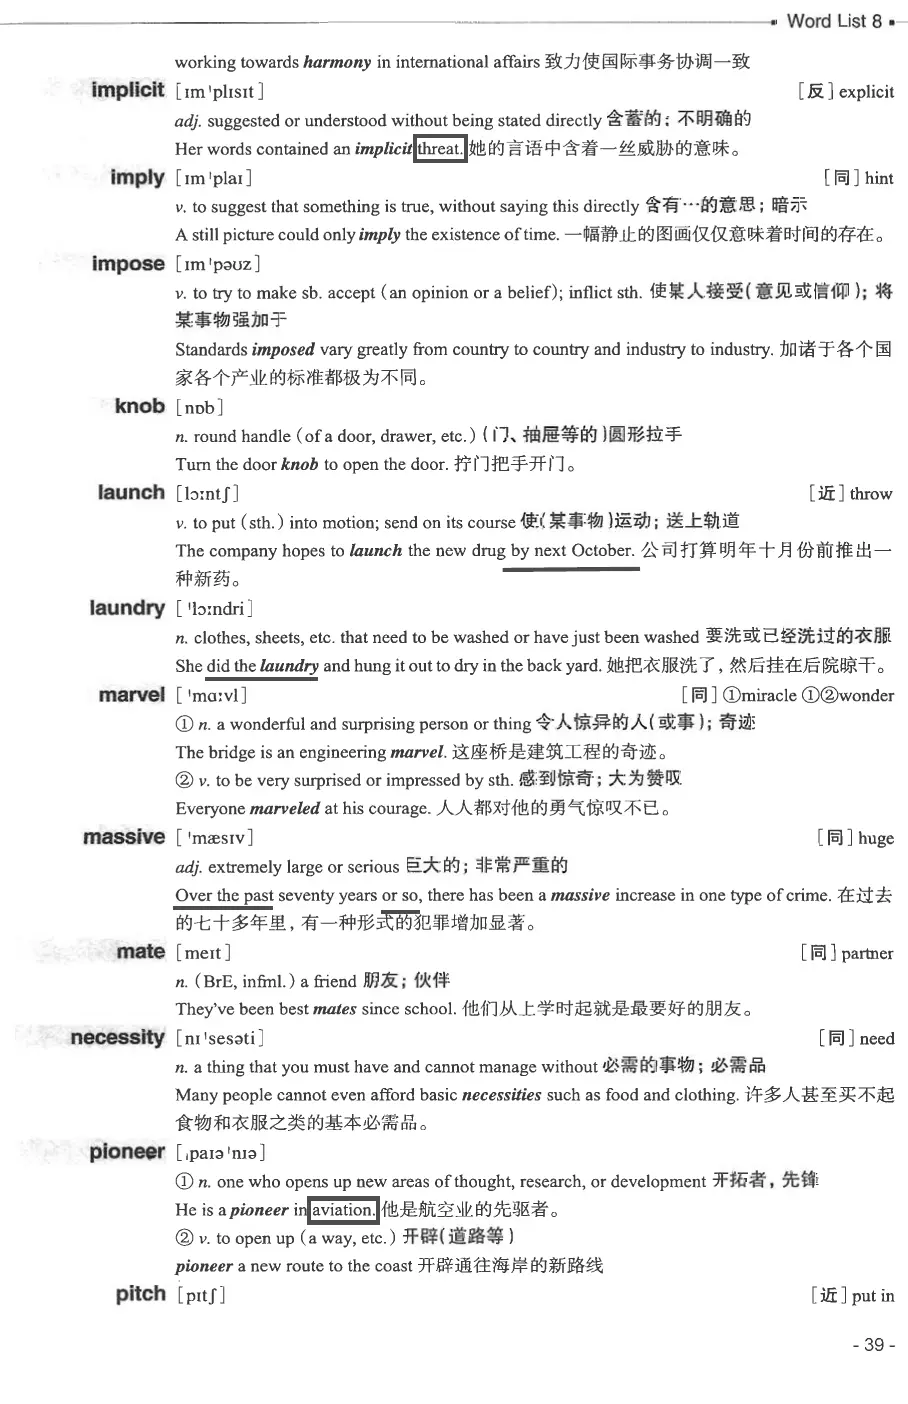 Word List 8
working towards harmony in international affairs 致力使国际事务协调一致
implicit [ɪmˈplɪsɪt] [反] explicit
adj. suggested or understood without being stated directly 含蓄的；不明确的
Her words contained an implicit threat. 她的言语中含着一丝威胁的意味。
imply [ɪmˈplaɪ] [同] hint
v. to suggest that something is true, without saying this directly 含有…的意思；暗示
A still picture could only imply the existence of time. 一幅静止的图画仅仅意味着时间的存在。
impose [ɪmˈpəʊz]
v. to try to make sb. accept (an opinion or a belief); inflict sth. 使某人接受(意见或信仰)；将
某事物强加于
Standards imposed vary greatly from country to country and industry to industry. 加诸于各个国
家各个产业的标准都极为不同。
knob [nɒb]
n. round handle (of a door, drawer, etc.) (门、抽屉等的)圆形拉手
Turn the door knob to open the door. 拧门把手开门。
launch [lɔːntʃ] [近] throw
v. to put (sth.) into motion; send on its course 使(某事物)运动；送上轨道
The company hopes to launch the new drug by next October. 公司打算明年十月份前推出一
种新药。
laundry [ˈlɔːndri]
n. clothes, sheets, etc. that need to be washed or have just been washed 要洗或已经洗过的衣服
She did the laundry and hung it out to dry in the back yard. 她把衣服洗了，然后挂在后院晾干。
marvel [ˈmɑːvl] [同] ①miracle ①②wonder
① n. a wonderful and surprising person or thing 令人惊异的人(或事)；奇迹
The bridge is an engineering marvel. 这座桥是建筑工程的奇迹。
② v. to be very surprised or impressed by sth. 感到惊奇；大为赞叹
Everyone marveled at his courage. 人人都对他的勇气惊叹不已。
massive [ˈmæsɪv] [同] huge
adj. extremely large or serious 巨大的；非常严重的
Over the past seventy years or so, there has been a massive increase in one type of crime. 在过去
的七十多年里，有一种形式的犯罪增加显著。
mate [meɪt] [同] partner
n. (BrE, infml.) a friend 朋友；伙伴
They've been best mates since school. 他们从上学时起就是最要好的朋友。
necessity [nɪˈsesəti] [同] need
n. a thing that you must have and cannot manage without 必需的事物；必需品
Many people cannot even afford basic necessities such as food and clothing. 许多人甚至买不起
食物和衣服之类的基本必需品。
pioneer [ˌpaɪəˈnɪə]
① n. one who opens up new areas of thought, research, or development 开拓者，先锋
He is a pioneer in aviation. 他是航空业的先驱者。
② v. to open up (a way, etc.) 开辟(道路等)
pioneer a new route to the coast 开辟通往海岸的新路线
pitch [pɪtʃ] [近] put in
- 39 -